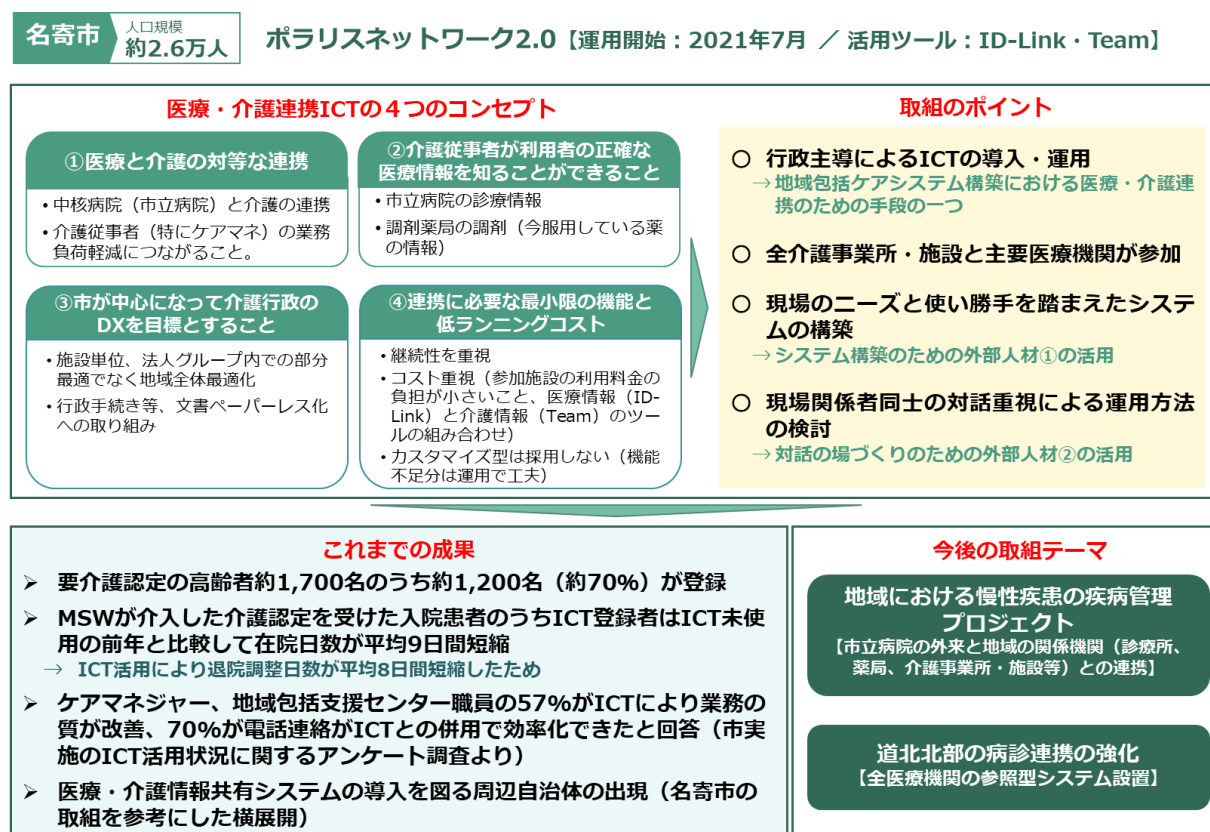 名寄市
人口規模
約2.6万人
ポラリスネットワーク2.0【運用開始：2021年7月 ／ 活用ツール：ID-Link・Team】
医療・介護連携ICTの４つのコンセプト
①医療と介護の対等な連携
・中核病院（市立病院）と介護の連携
・介護従事者（特にケアマネ）の業務
負荷軽減につながること。
②介護従事者が利用者の正確な
医療情報を知ることができること
・市立病院の診療情報
・調剤薬局の調剤（今服用している薬
の情報）
③市が中心になって介護行政の
DXを目標とすること
・施設単位、法人グループ内での部分
最適でなく地域全体最適化
・行政手続き等、文書ペーパーレス化
への取り組み
④連携に必要な最小限の機能と
低ランニングコスト
・継続性を重視
・コスト重視（参加施設の利用料金の
負担が小さいこと、医療情報（ID-
Link）と介護情報（Team）のツー
ルの組み合わせ）
・カスタマイズ型は採用しない（機能
不足分は運用で工夫）
取組のポイント
○ 行政主導によるICTの導入・運用
→地域包括ケアシステム構築における医療・介護連
携のための手段の一つ
○ 全介護事業所・施設と主要医療機関が参加
○ 現場のニーズと使い勝手を踏まえたシステ
ムの構築
→システム構築のための外部人材①の活用
○ 現場関係者同士の対話重視による運用方法
の検討
→対話の場づくりのための外部人材②の活用
これまでの成果
➢ 要介護認定の高齢者約1,700名のうち約1,200名（約70%）が登録
➢ MSWが介入した介護認定を受けた入院患者のうちICT登録者はICT未使
用の前年と比較して在院日数が平均9日間短縮
→ ICT活用により退院調整日数が平均8日間短縮したため
➢ ケアマネジャー、地域包括支援センター職員の57%がICTにより業務の
質が改善、70%が電話連絡がICTとの併用で効率化できたと回答（市実
施のICT活用状況に関するアンケート調査より）
➢ 医療・介護情報共有システムの導入を図る周辺自治体の出現（名寄市の
取組を参考にした横展開）
今後の取組テーマ
地域における慢性疾患の疾病管理
プロジェクト
【市立病院の外来と地域の関係機関（診療所、
薬局、介護事業所・施設等）との連携】
道北北部の病診連携の強化
【全医療機関の参照型システム設置】